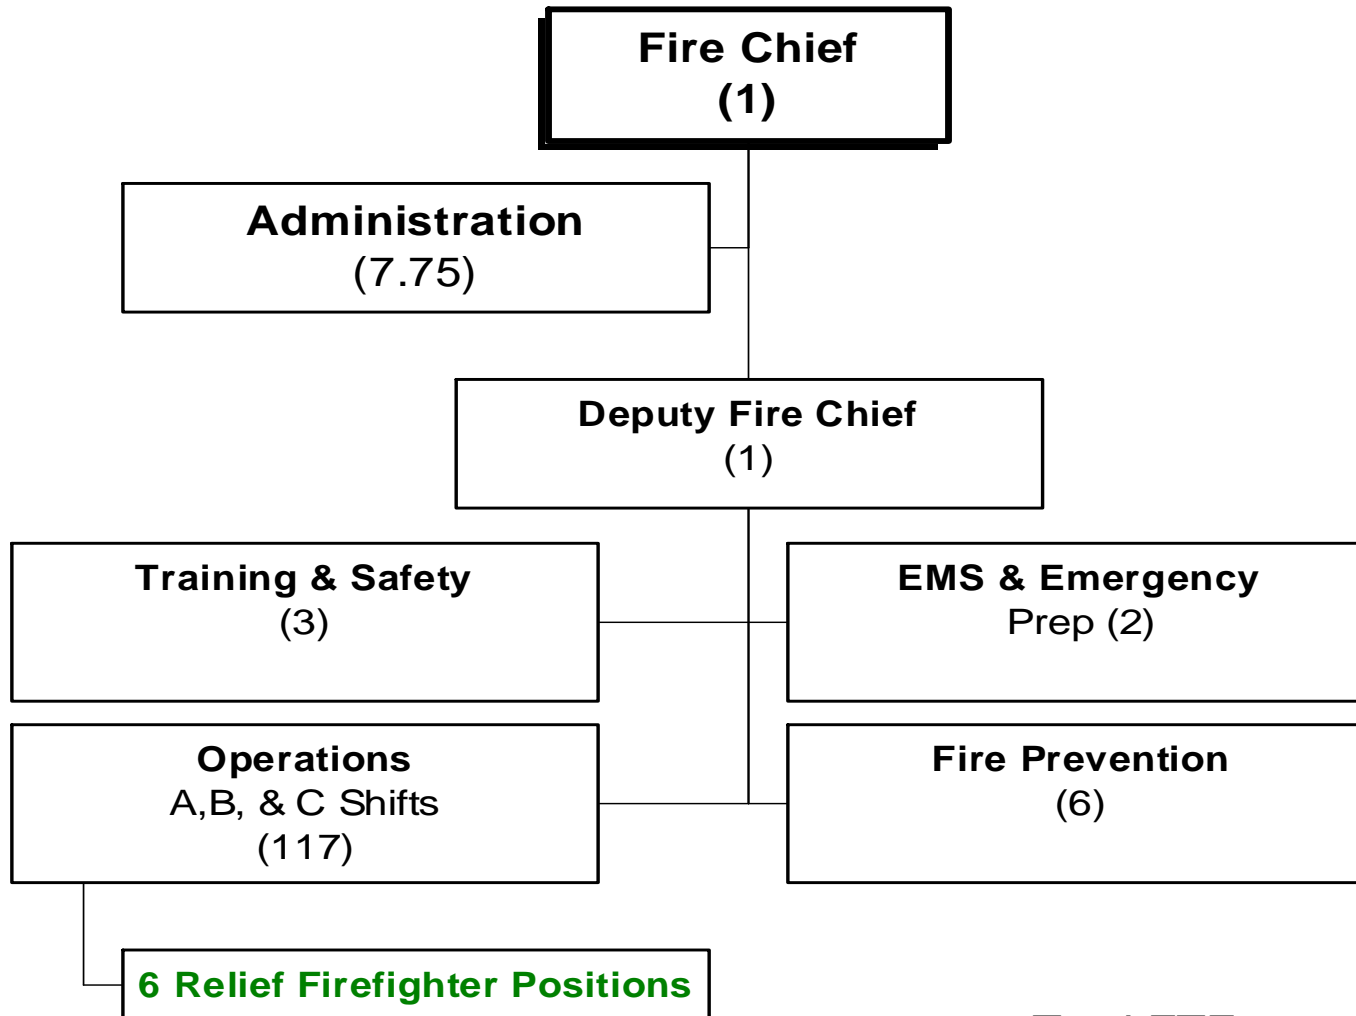 Fire Chief
(1)
Administration
(7.75)
Deputy Fire Chief
(1)
Training & Safety
(3)
EMS & Emergency
Prep (2)
Operations
A,B, & C Shifts
(117)
Fire Prevention
(6)
6 Relief Firefighter Positions